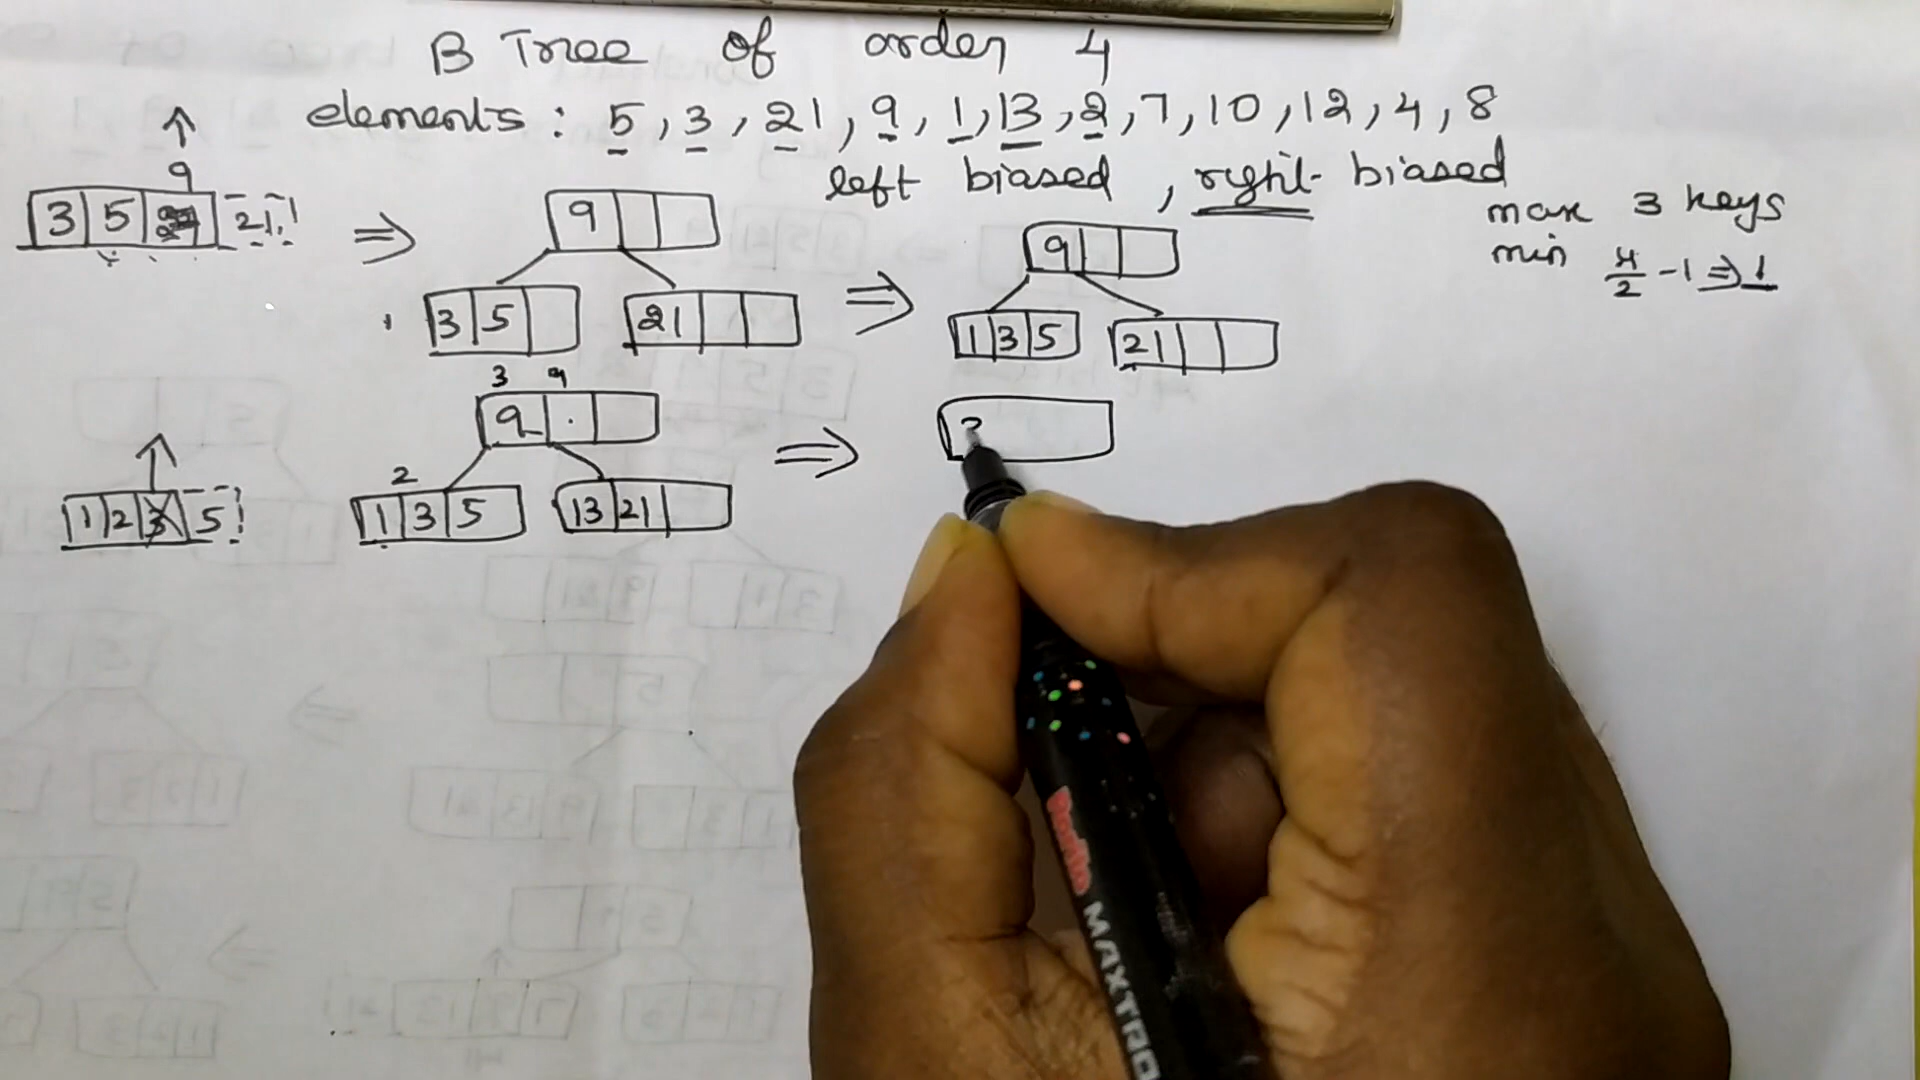 B Tree of order 4
elements : 5 , 3 , 21 , 9 , 1 , 13 , 2 , 7 , 10 , 12 , 4 , 8
left biased , right biased
max 3 keys
min 4/2 - 1 ⇒ 1
9
3 5 21 ⇒
9
3 5 21 ⇒
9
1 3 5 21
3 9
9
2
1 3 5 13 21 ⇒
1 2 3 5
Rorito MAXTRON